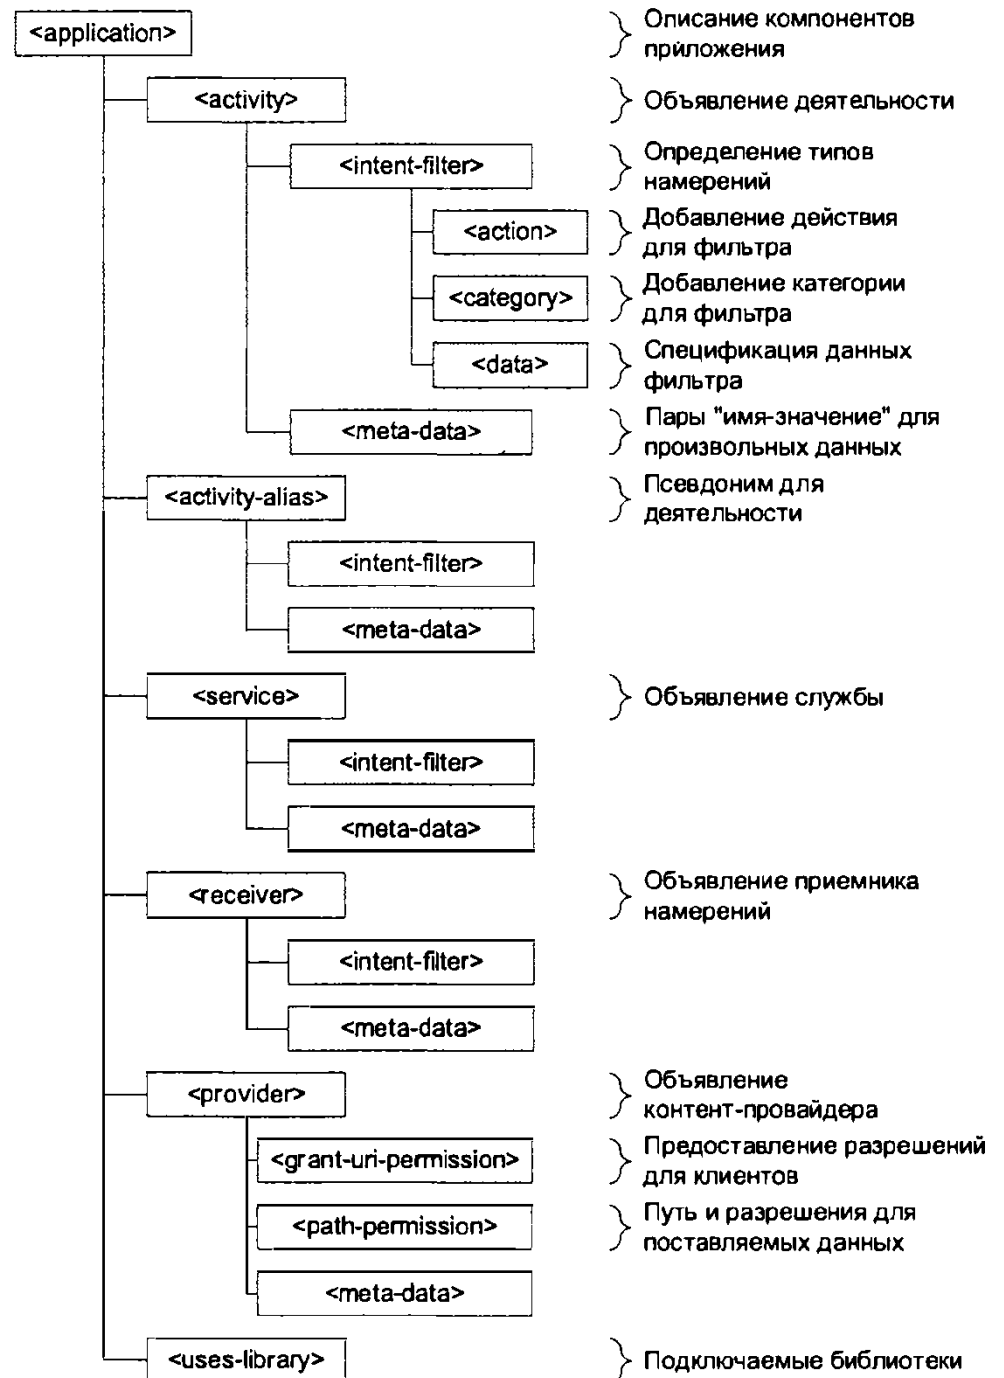 <application>
Описание компонентов
приложения
<activity>
Объявление деятельности
<intent-filter>
Определение типов
намерений
<action>
Добавление действия
для фильтра
<category>
Добавление категории
для фильтра
<data>
Спецификация данных
фильтра
<meta-data>
Пары "имя-значение" для
произвольных данных
<activity-alias>
Псевдоним для
деятельности
<intent-filter>
<meta-data>
<service>
Объявление службы
<intent-filter>
<meta-data>
<receiver>
Объявление приемника
намерений
<intent-filter>
<meta-data>
<provider>
Объявление
контент-провайдера
<grant-uri-permission>
Предоставление разрешений
для клиентов
<path-permission>
Путь и разрешения для
поставляемых данных
<meta-data>
<uses-library>
Подключаемые библиотеки